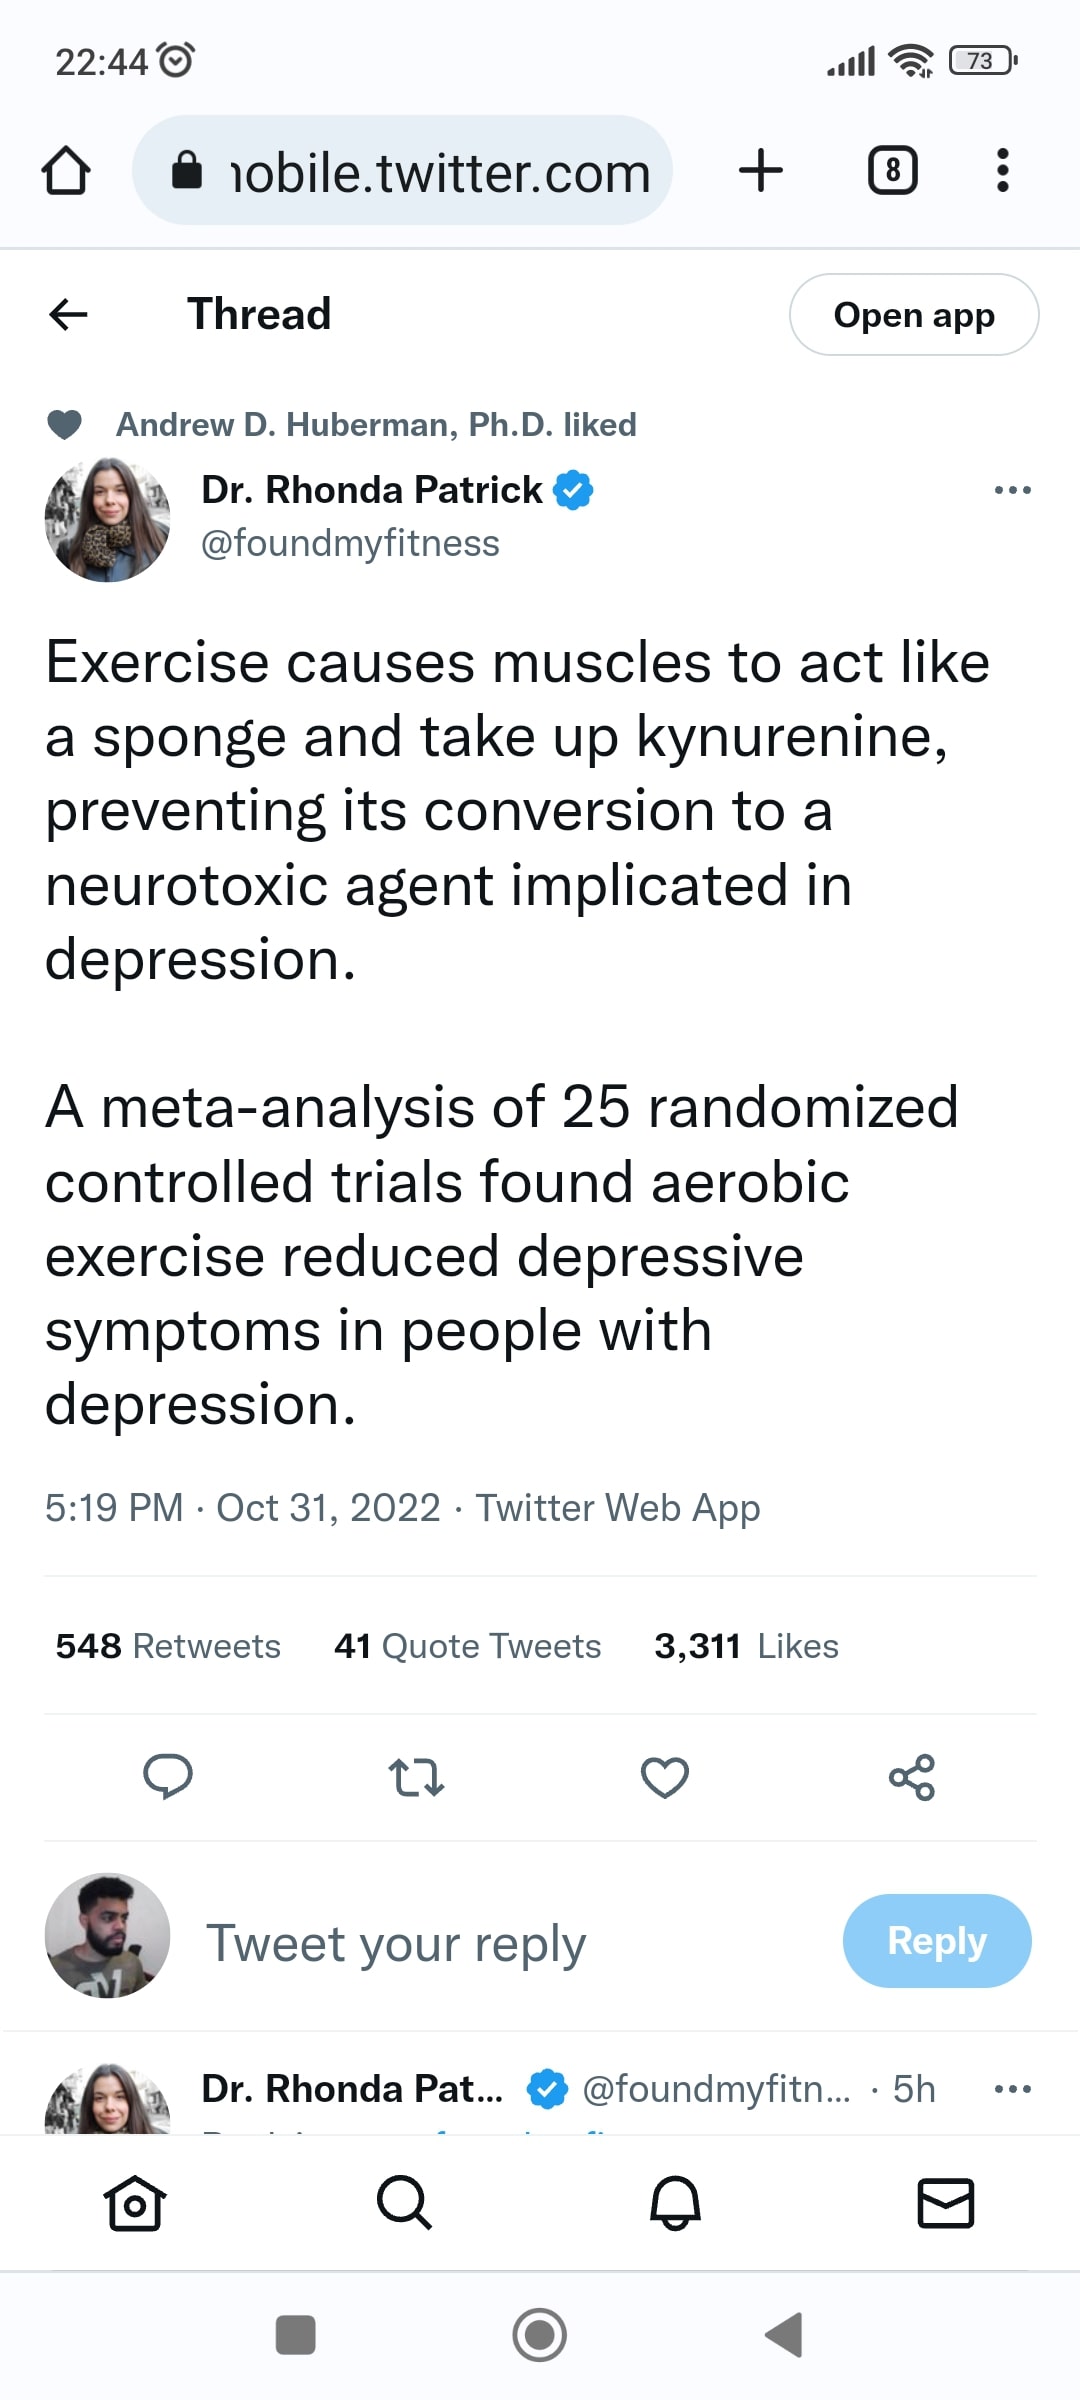 22:44
73
nobile.twitter.com
8
Thread
Open app
Andrew D. Huberman, Ph.D. liked
Dr. Rhonda Patrick
@foundmyfitness
Exercise causes muscles to act like
a sponge and take up kynurenine,
preventing its conversion to a
neurotoxic agent implicated in
depression.
A meta-analysis of 25 randomized
controlled trials found aerobic
exercise reduced depressive
symptoms in people with
depression.
5:19 PM · Oct 31, 2022 · Twitter Web App
548 Retweets 41 Quote Tweets 3,311 Likes
Tweet your reply
Reply
Dr. Rhonda Pat... @foundmyfitn... · 5h